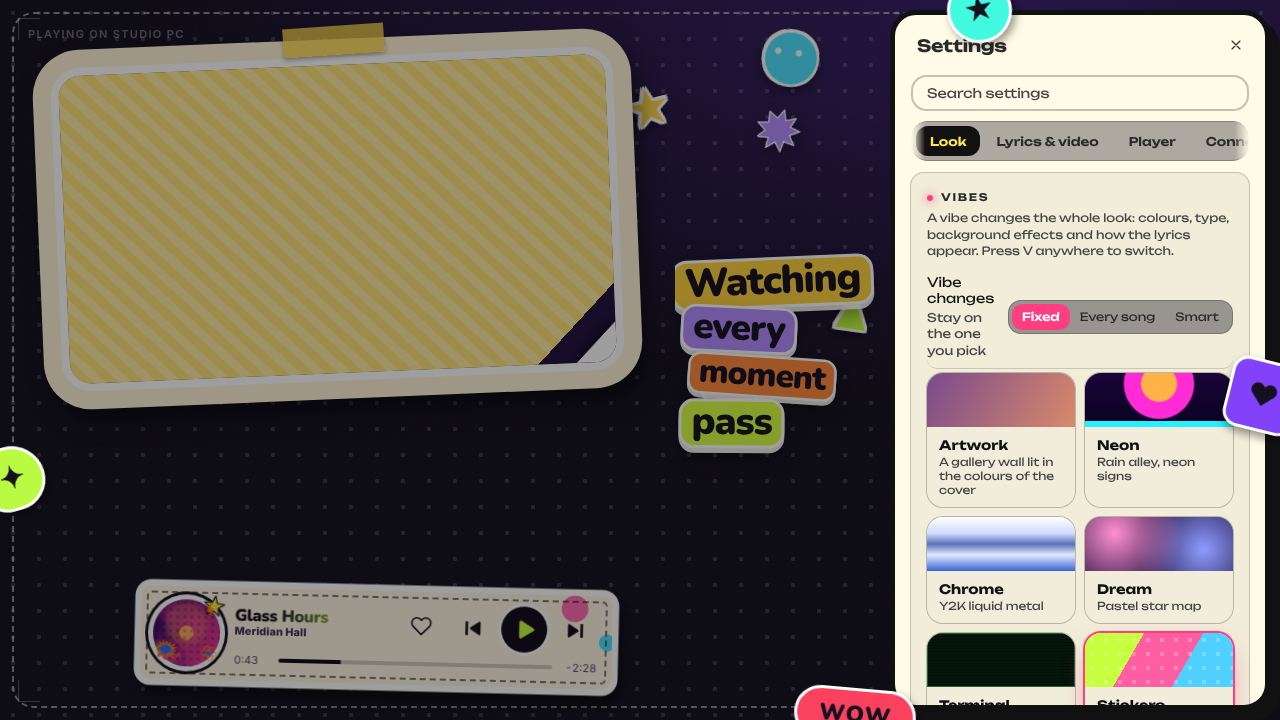 PLAYING ON STUDIO PC
Watching
every
moment
pass
Glass Hours
Meridian Hall
0:43
-2:28
WOW
Settings
Search settings
Look
Lyrics & video
Player
VIBES
A vibe changes the whole look: colours, type,
background effects and how the lyrics
appear. Press V anywhere to switch.
Vibe
changes
Stay on
the one
you pick
Fixed
Every song
Smart
Artwork
A gallery wall lit in
the colours of the
cover
Neon
Rain alley, neon
signs
Chrome
Y2K liquid metal
Dream
Pastel star map
Terminal
Stickers